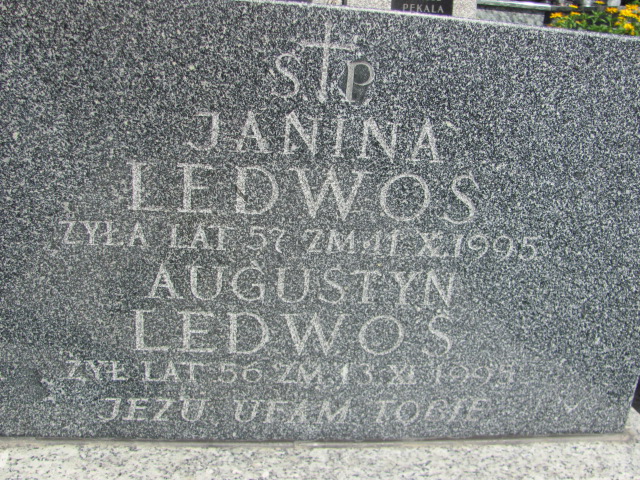 PĘKALA
Ś P
JANINA
LEDWOŚ
ŻYŁA LAT 57 ZM. 11 X. 1995
AUGUSTYN
LEDWOŚ
ŻYŁ LAT 56 ZM. 13 XI
JEZU UFAM TOBIE